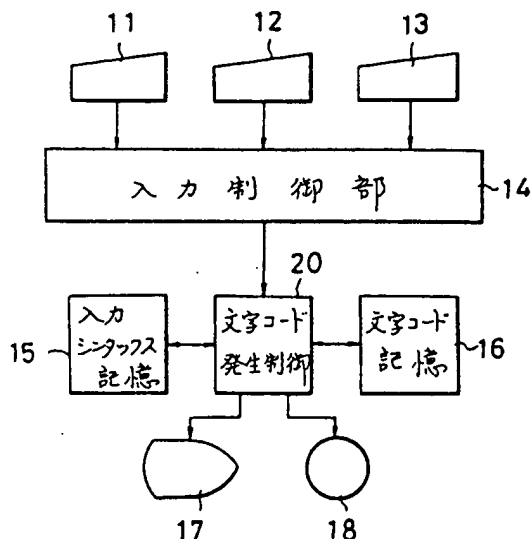 11
12
13
入力制御部
14
20
入力
シンタックス
記憶
15
文字コード
発生制御
文字コード
記憶
16
17
18